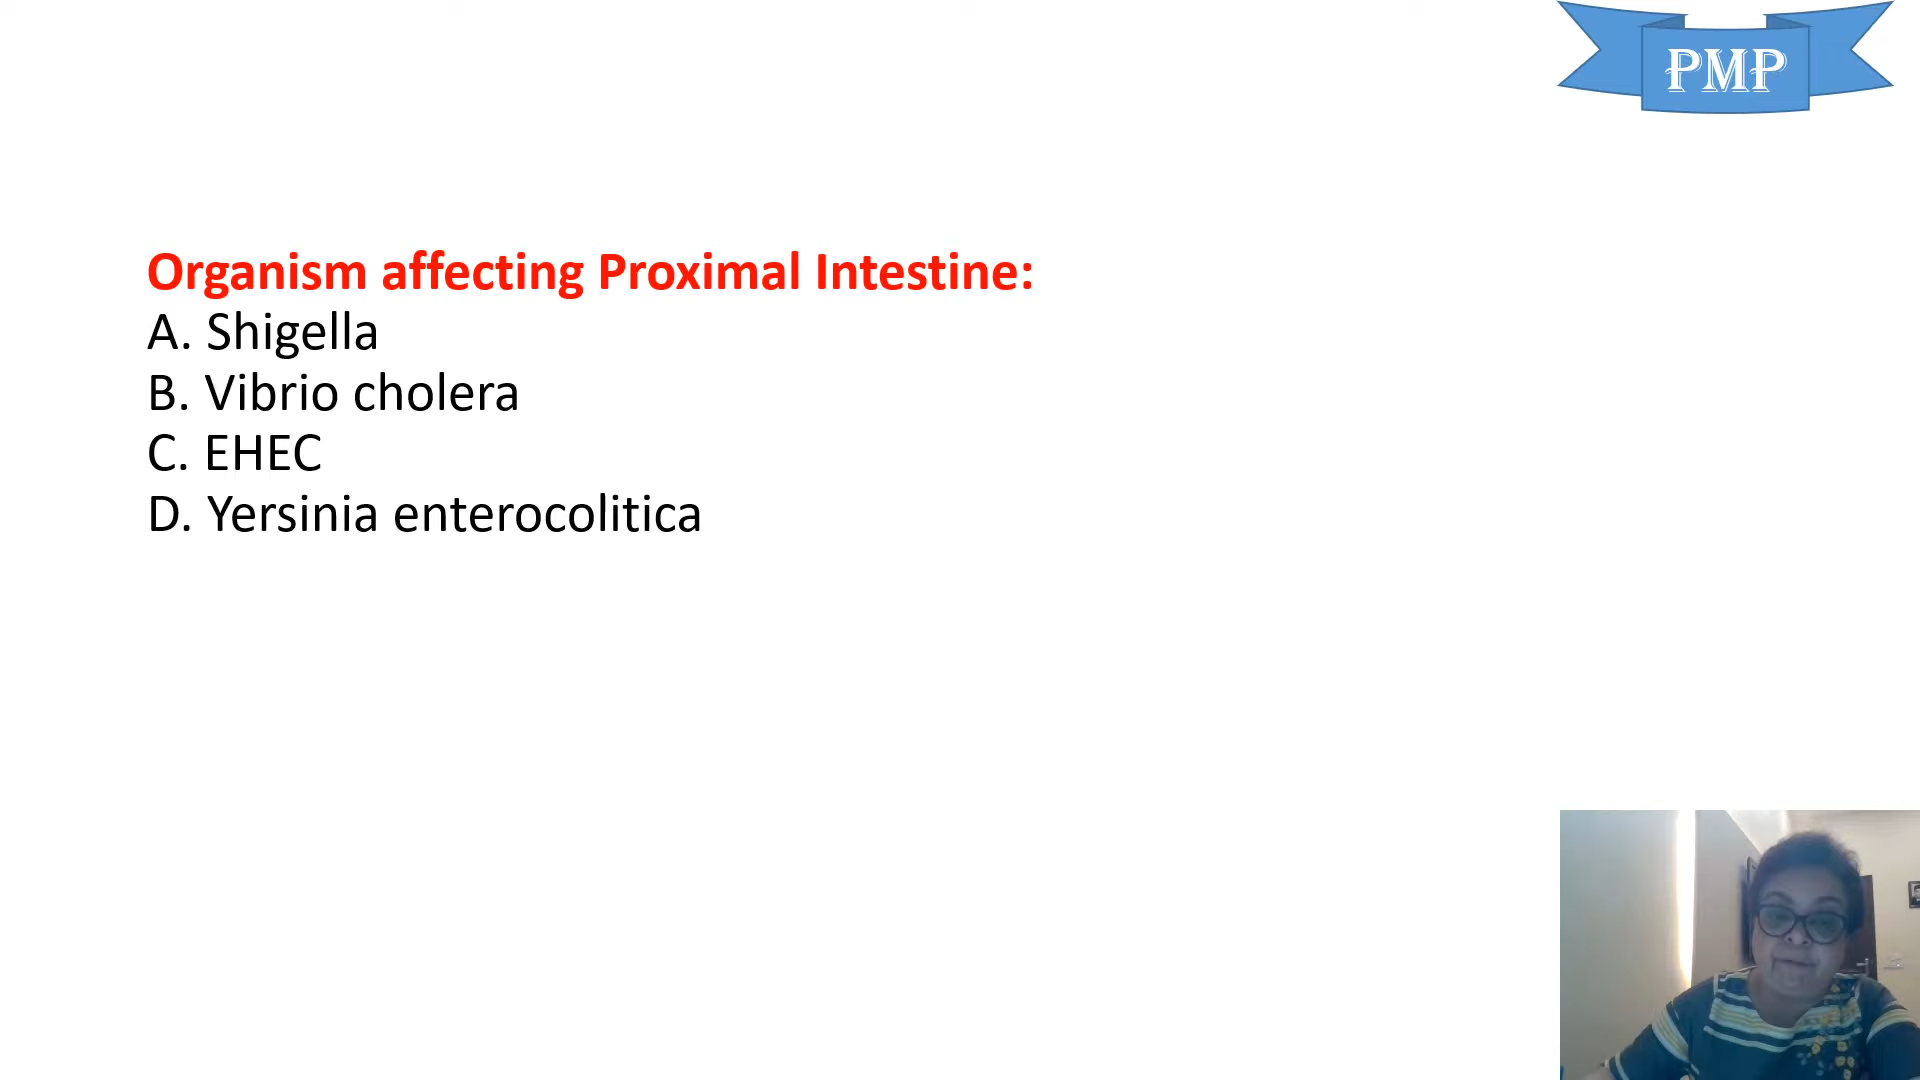 PMP
Organism affecting Proximal Intestine:
A. Shigella
B. Vibrio cholera
C. EHEC
D. Yersinia enterocolitica